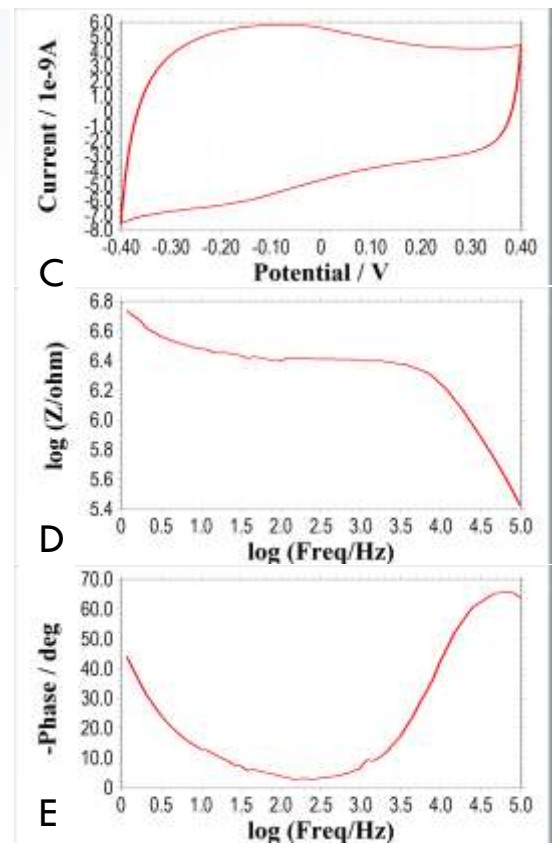 Current / 1e-9A
6.0
5.0
4.0
3.0
2.0
1.0
0.0
-1.0
-2.0
-3.0
-4.0
-5.0
-6.0
-7.0
-8.0
-0.40 -0.30 -0.20 -0.10 0 0.10 0.20 0.30 0.40
Potential / V
C
log (Z/ohm)
6.8
6.6
6.4
6.2
6.0
5.8
5.6
5.4
0 0.5 1.0 1.5 2.0 2.5 3.0 3.5 4.0 4.5 5.0
log (Freq/Hz)
D
-Phase / deg
70.0
60.0
50.0
40.0
30.0
20.0
10.0
0
0 0.5 1.0 1.5 2.0 2.5 3.0 3.5 4.0 4.5 5.0
log (Freq/Hz)
E